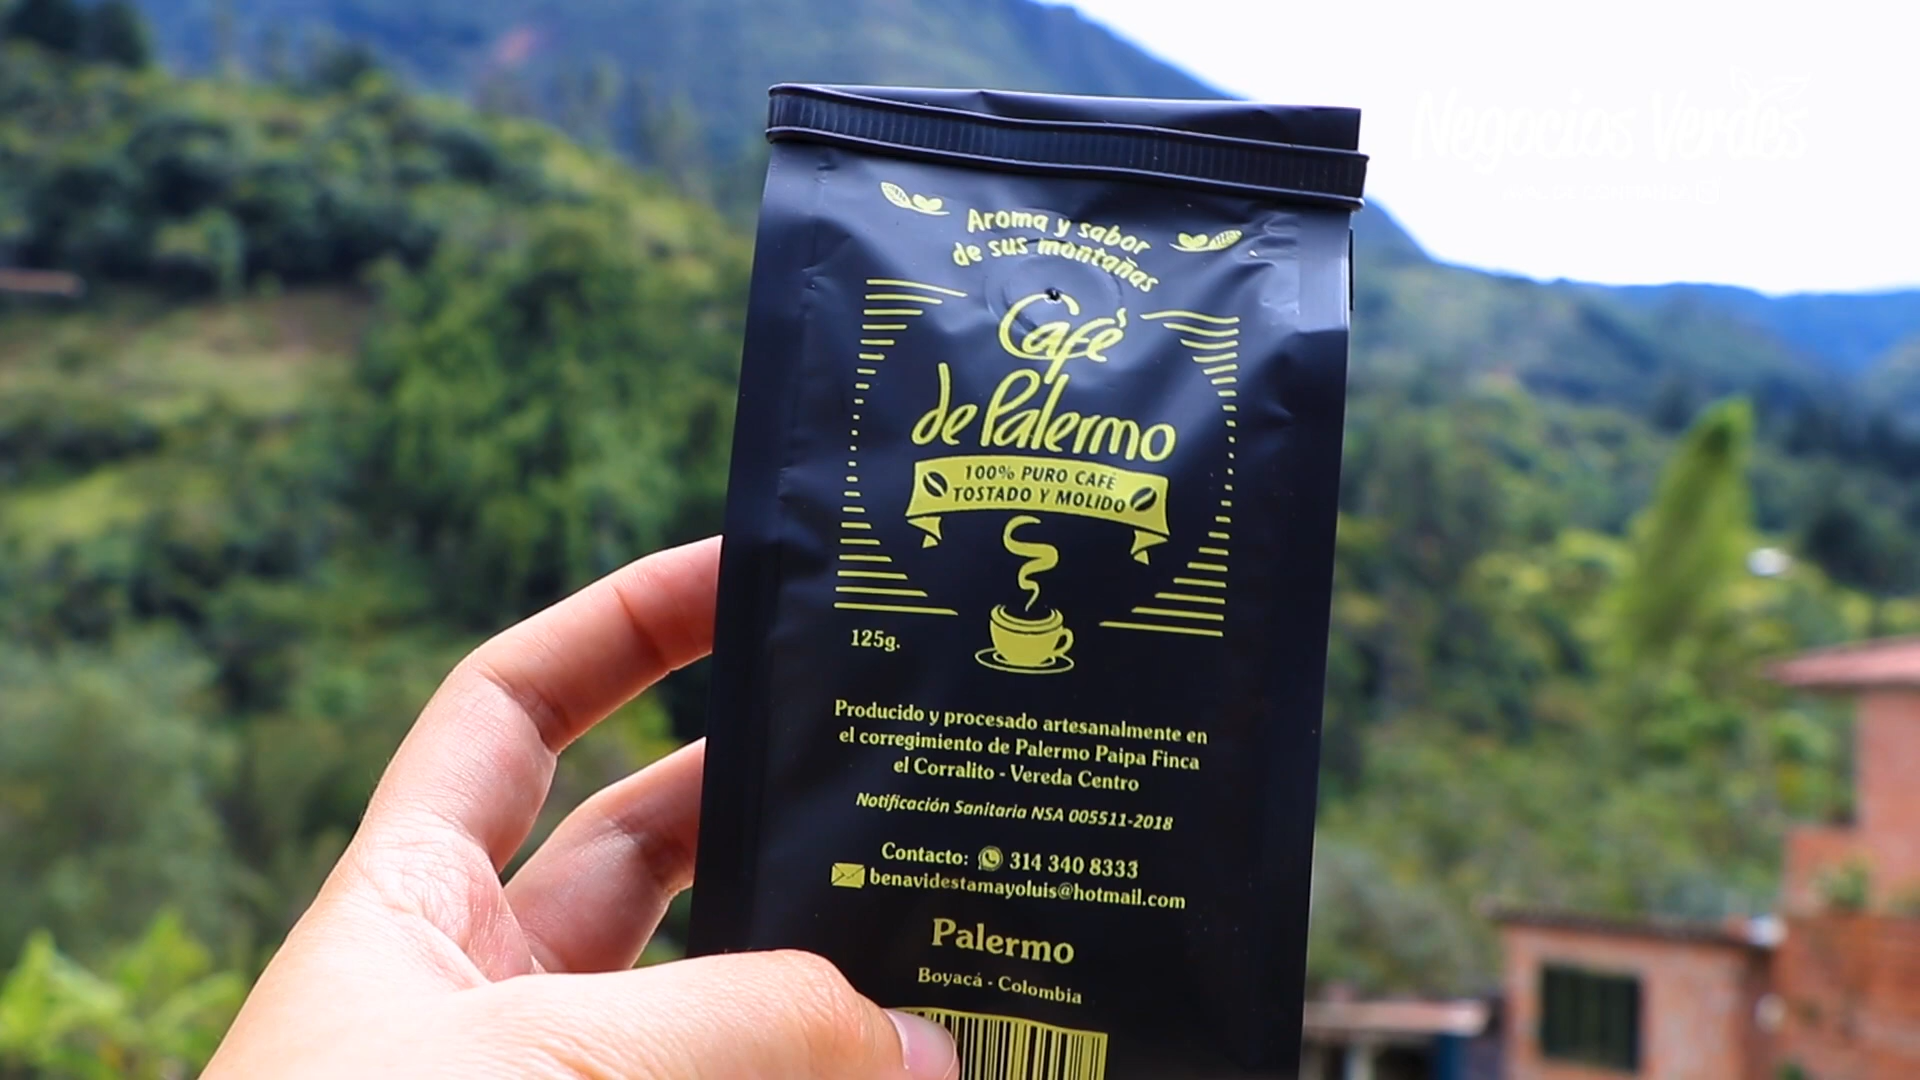 Negocios Verdes
Aroma y sabor
de sus montañas
Café
de Palermo
100% PURO CAFÉ
TOSTADO Y MOLIDO
125g.
Producido y procesado artesanalmente en
el corregimiento de Palermo Paipa Finca
el Corralito - Vereda Centro
Notificación Sanitaria NSA 005511-2018
Contacto: 314 340 8333
benavidestamayoluis@hotmail.com
Palermo
Boyacá - Colombia